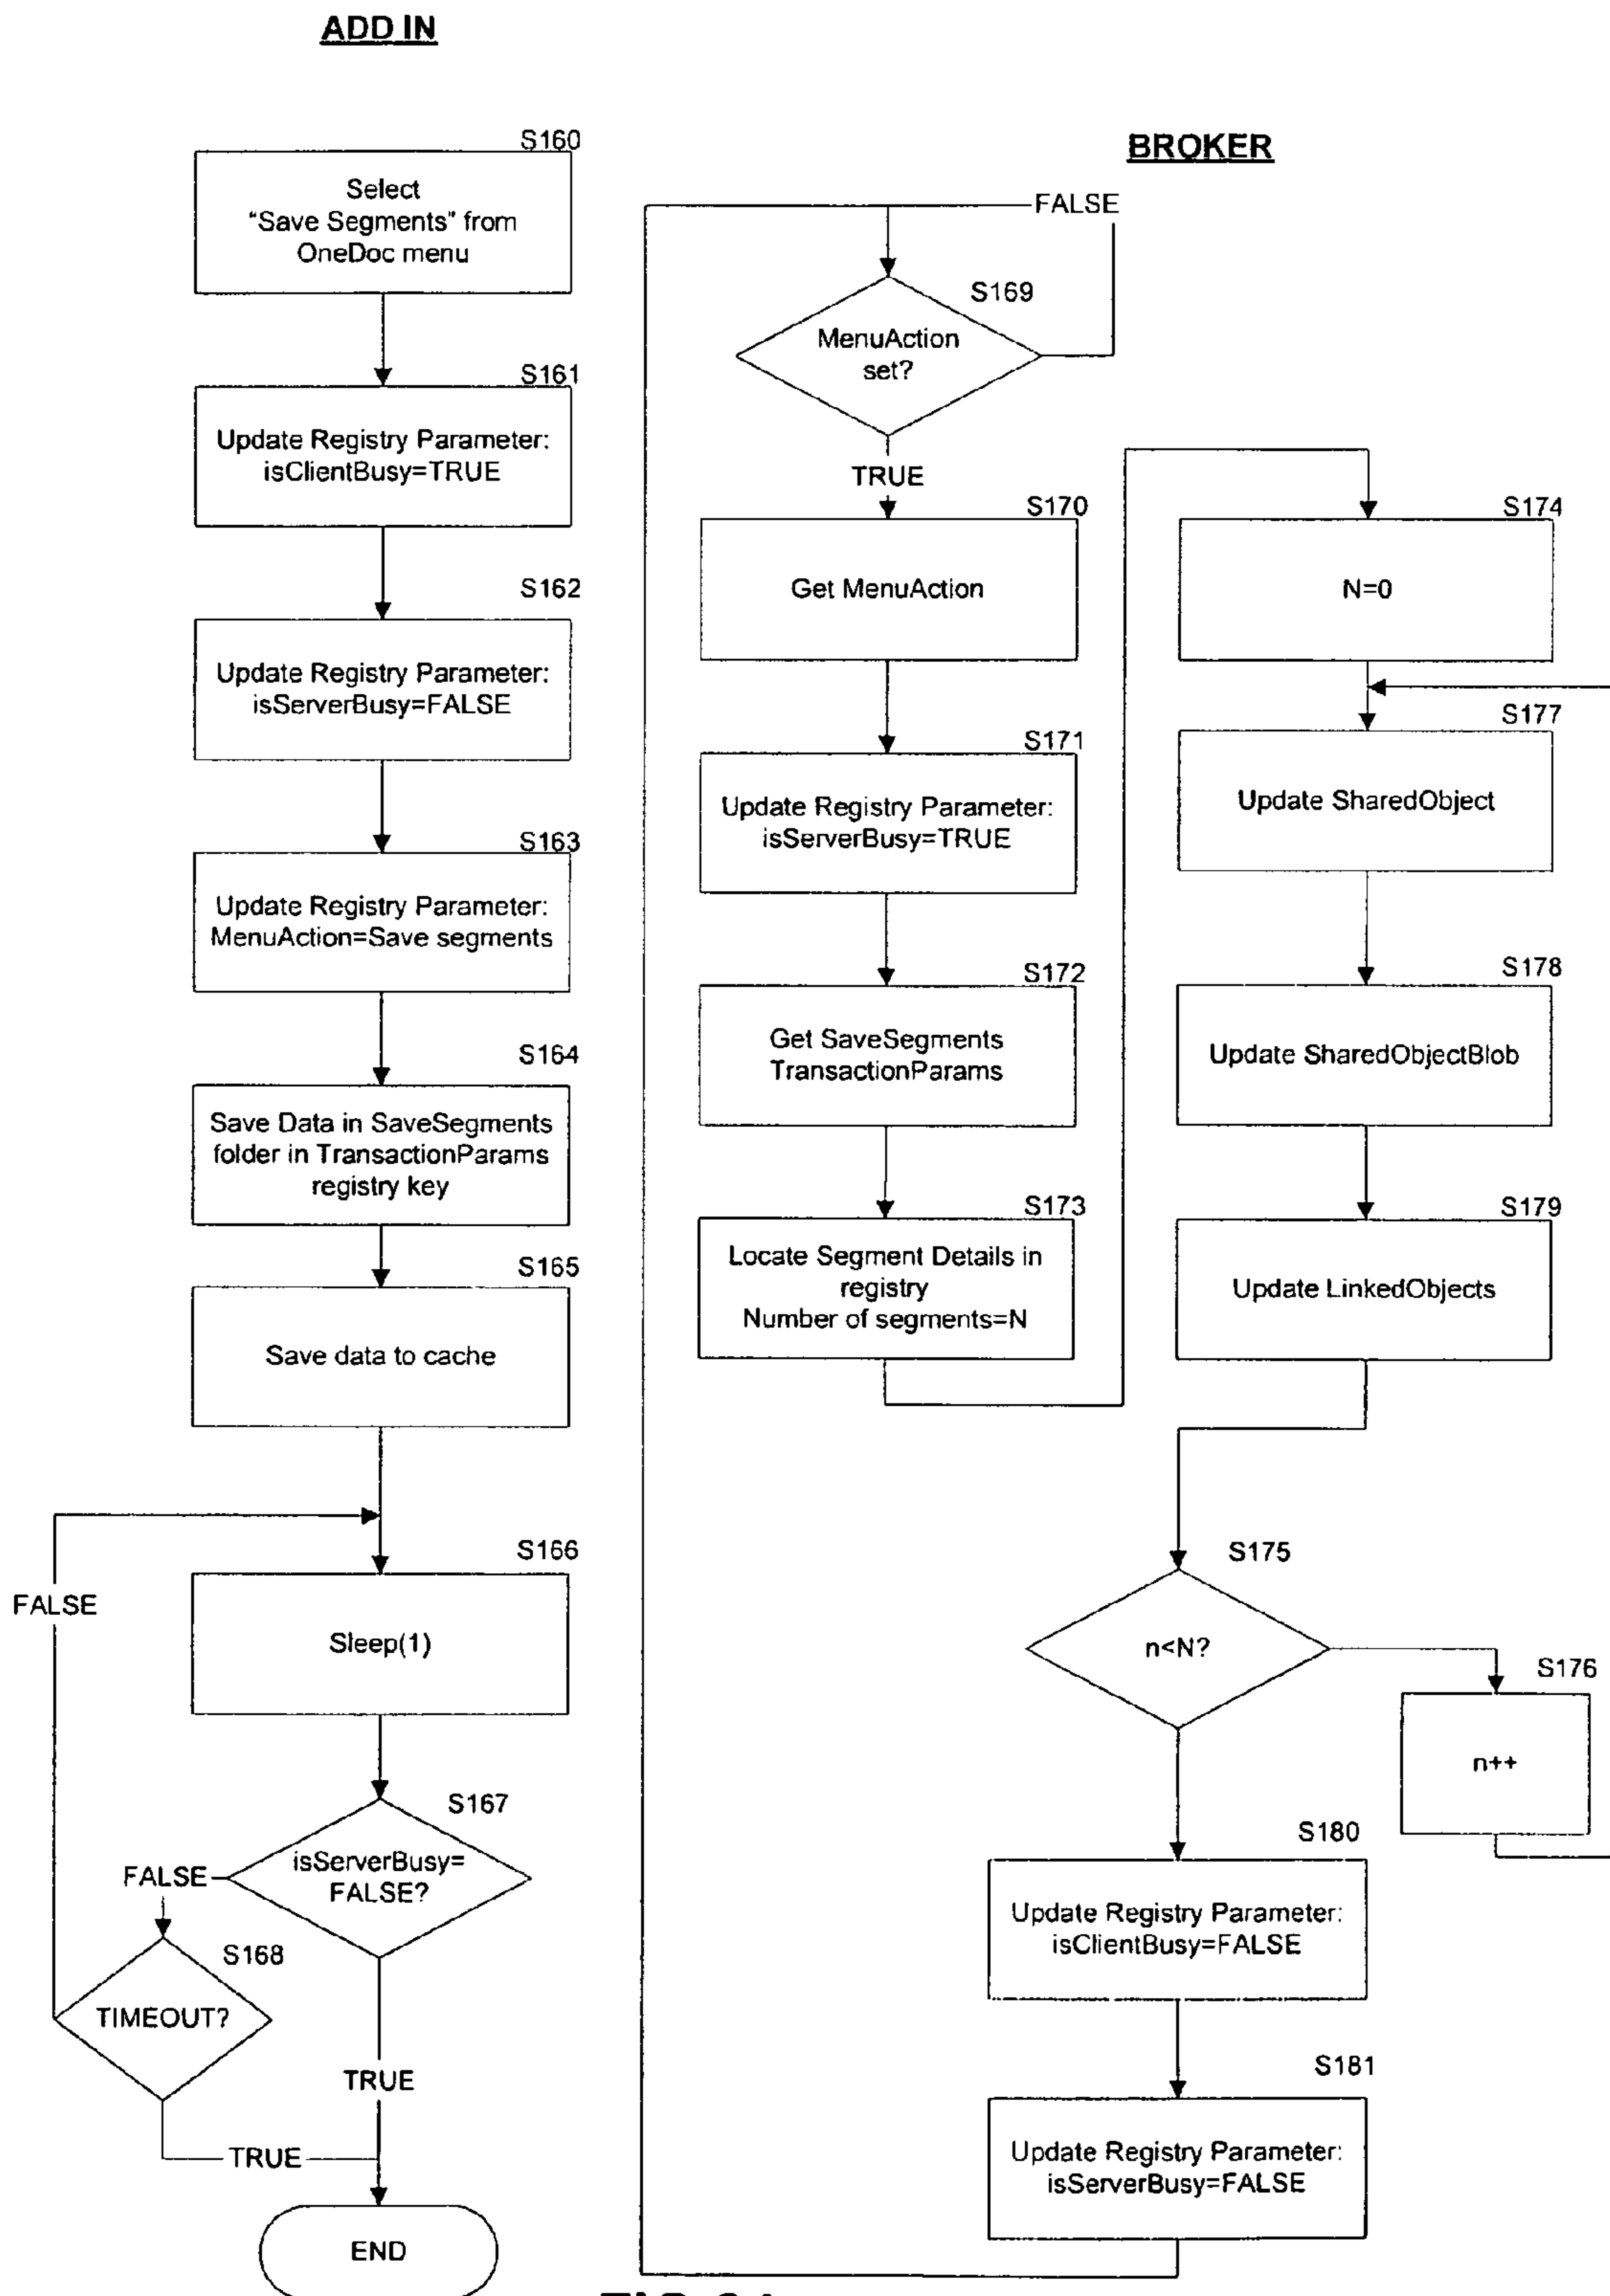 ADD IN
S160
Select
"Save Segments" from
OneDoc menu
S161
Update Registry Parameter:
isClientBusy=TRUE
S162
Update Registry Parameter:
isServerBusy=FALSE
S163
Update Registry Parameter:
MenuAction=Save segments
S164
Save Data in SaveSegments
folder in TransactionParams
registry key
S165
Save data to cache
S166
FALSE
Sleep(1)
S167
isServerBusy=
FALSE?
FALSE
S168
TIMEOUT?
TRUE
TRUE
END
BROKER
FALSE
S169
MenuAction
set?
TRUE
S170
Get MenuAction
S171
Update Registry Parameter:
isServerBusy=TRUE
S172
Get SaveSegments
TransactionParams
S173
Locate Segment Details in
registry
Number of segments=N
S174
N=0
S177
Update SharedObject
S178
Update SharedObjectBlob
S179
Update LinkedObjects
S175
n<N?
S176
n++
S180
Update Registry Parameter:
isClientBusy=FALSE
S181
Update Registry Parameter:
isServerBusy=FALSE